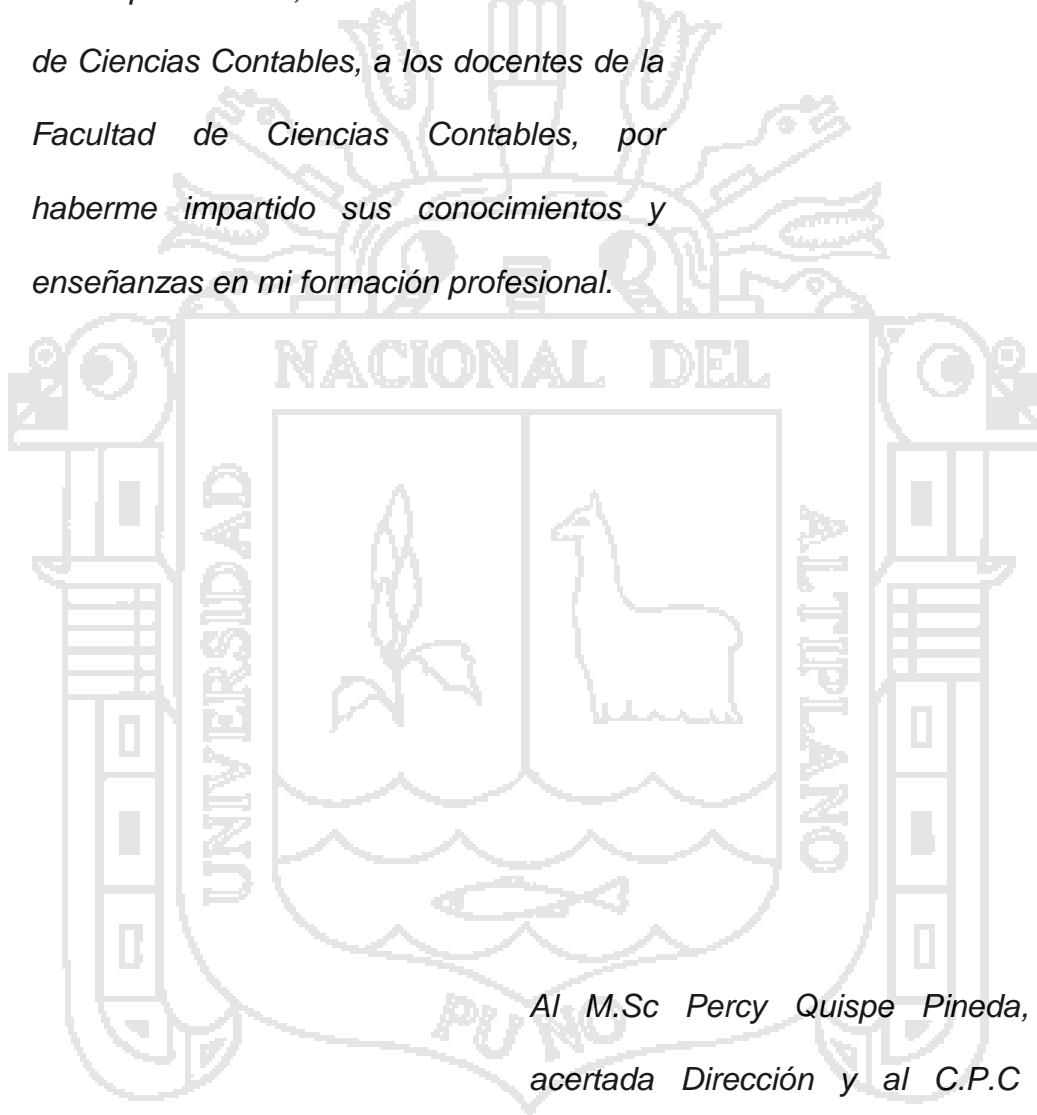 de Ciencias Contables, a los docentes de la
Facultad de Ciencias Contables, por
haberme impartido sus conocimientos y
enseñanzas en mi formación profesional.
NACIONAL DEL
UNIVERSIDAD
ALTIPLANO
PUNO
Al M.Sc Percy Quispe Pineda,
acertada Dirección y al C.P.C